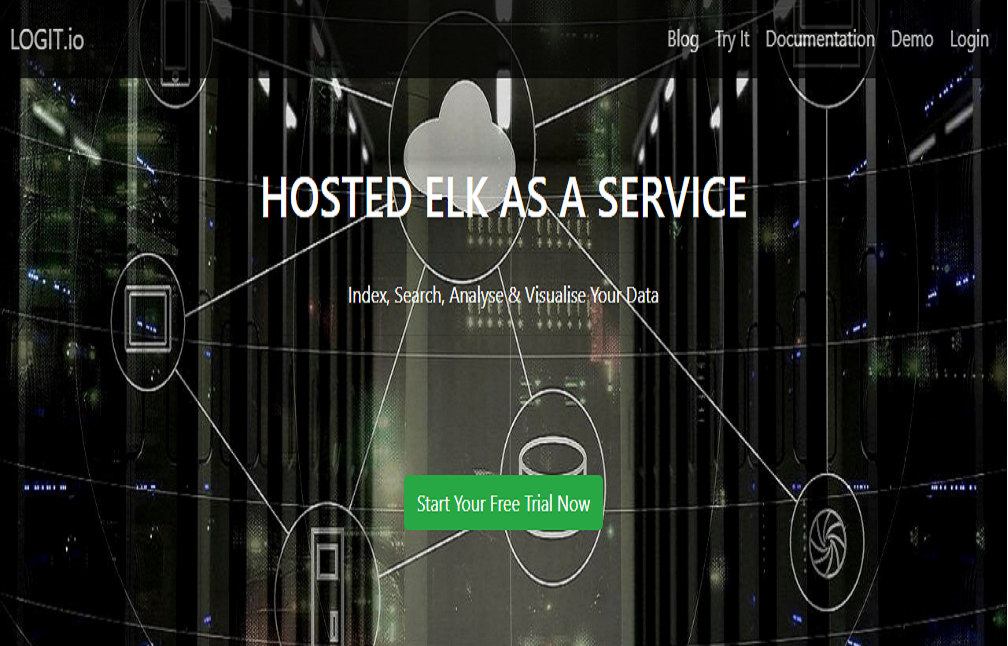 LOGIT.io Blog Try It Documentation Demo Login
HOSTED ELK AS A SERVICE
Index, Search, Analyse & Visualise Your Data
Start Your Free Trial Now